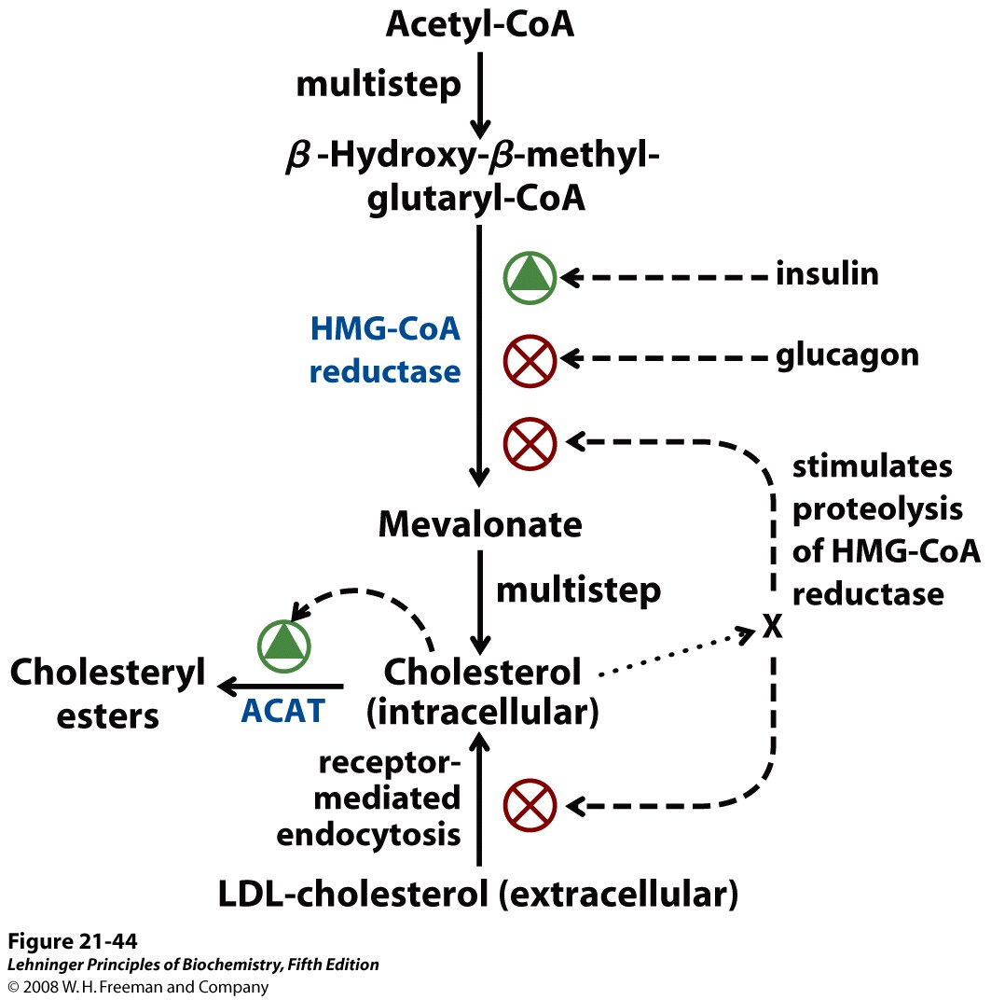 Acetyl-CoA
multistep
β-Hydroxy-β-methyl-
glutaryl-CoA
insulin
HMG-CoA
reductase
glucagon
stimulates
proteolysis
of HMG-CoA
reductase
Mevalonate
multistep
X
Cholesteryl
esters
ACAT
Cholesterol
(intracellular)
receptor-
mediated
endocytosis
LDL-cholesterol (extracellular)
Figure 21-44
Lehninger Principles of Biochemistry, Fifth Edition
© 2008 W. H. Freeman and Company